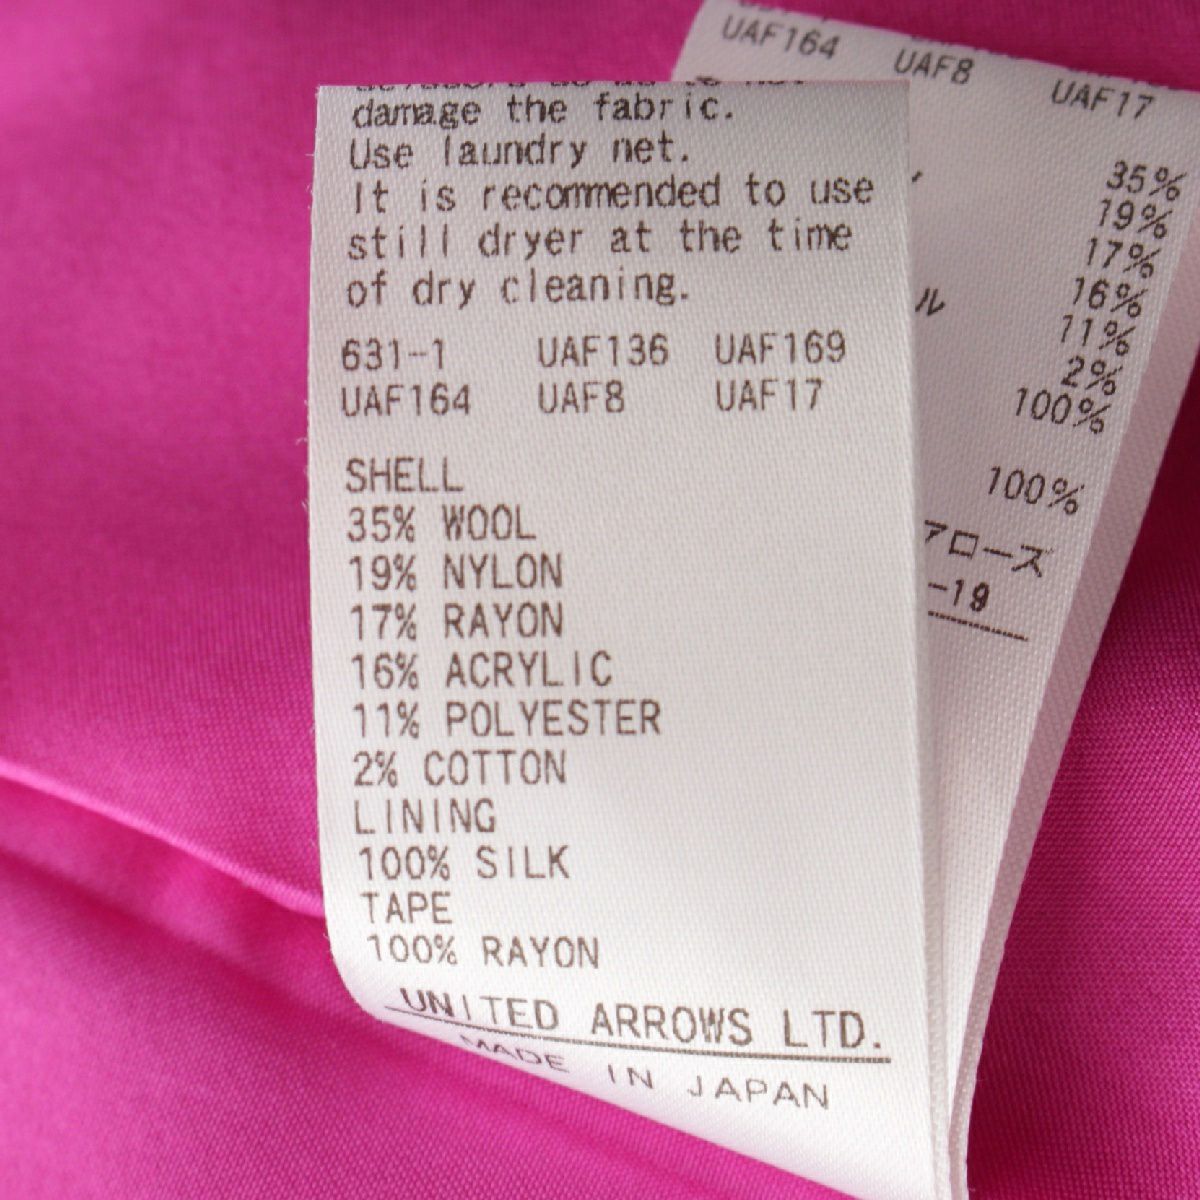 damage the fabric.
Use laundry net.
It is recommended to use
still dryer at the time
of dry cleaning.
631-1 UAF136 UAF169
UAF164 UAF8 UAF17
SHELL
35% WOOL
19% NYLON
17% RAYON
16% ACRYLIC
11% POLYESTER
2% COTTON
LINING
100% SILK
TAPE
100% RAYON
UNITED ARROWS LTD.
MADE IN JAPAN
UAF164 UAF8 UAF17
35%
19%
17%
16%
11%
2%
100%
100%
アローズ
-19